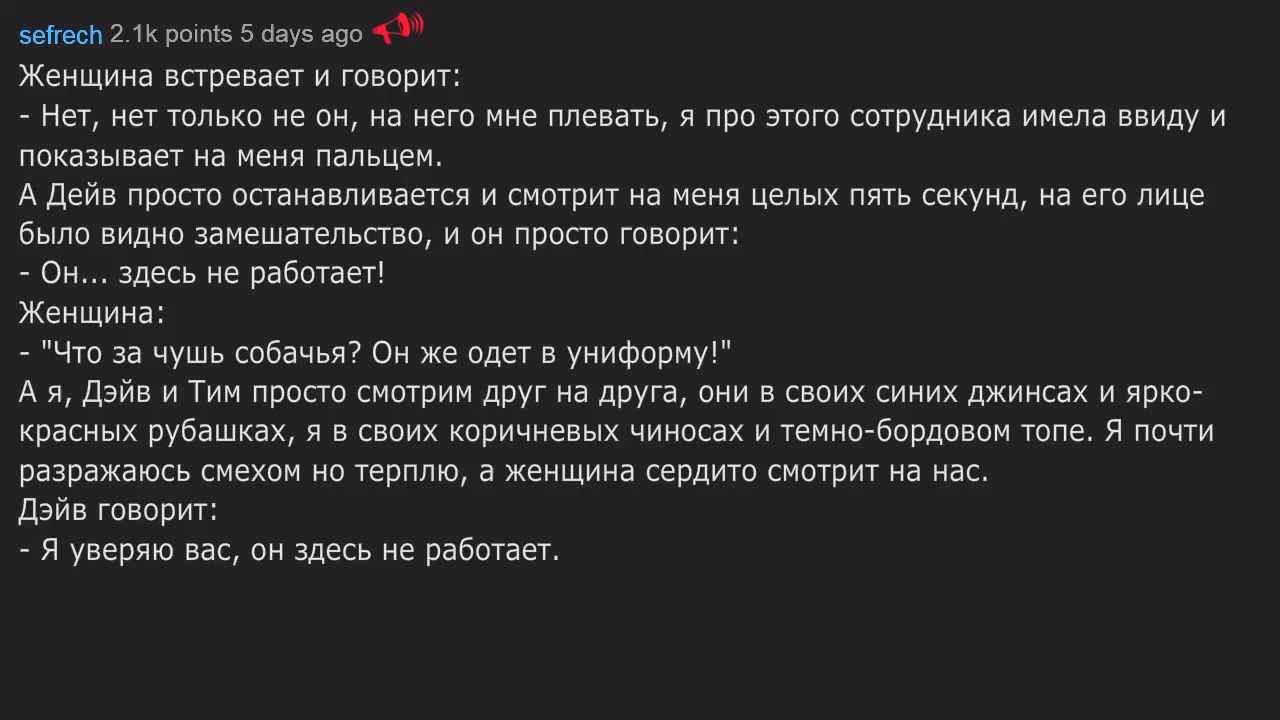 sefrech 2.1k points 5 days ago
Женщина встревает и говорит:
- Нет, нет только не он, на него мне плевать, я про этого сотрудника имела ввиду и
показывает на меня пальцем.
А Дейв просто останавливается и смотрит на меня целых пять секунд, на его лице
было видно замешательство, и он просто говорит:
- Он... здесь не работает!
Женщина:
- "Что за чушь собачья? Он же одет в униформу!"
А я, Дэйв и Тим просто смотрим друг на друга, они в своих синих джинсах и ярко-
красных рубашках, я в своих коричневых чиносах и темно-бордовом топе. Я почти
разражаюсь смехом но терплю, а женщина сердито смотрит на нас.
Дэйв говорит:
- Я уверяю вас, он здесь не работает.